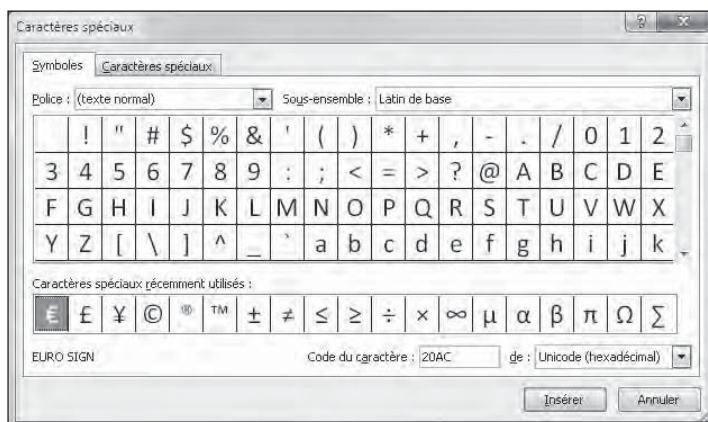 Caractères spéciaux
Symboles Caractères spéciaux
Police : (texte normal) Sous-ensemble : Latin de base
! " # $ % & ' ( ) * + , - . / 0 1 2
3 4 5 6 7 8 9 : ; < = > ? @ A B C D E
F G H I J K L M N O P Q R S T U V W X
Y Z [ \ ] ^ _ ` a b c d e f g h i j k
Caractères spéciaux récemment utilisés :
€ £ ¥ © ® ™ ± ≠ ≤ ≥ ÷ × ∞ µ α β π Ω ∑
EURO SIGN Code du caractère : 20AC de : Unicode (hexadécimal)
Insérer Annuler